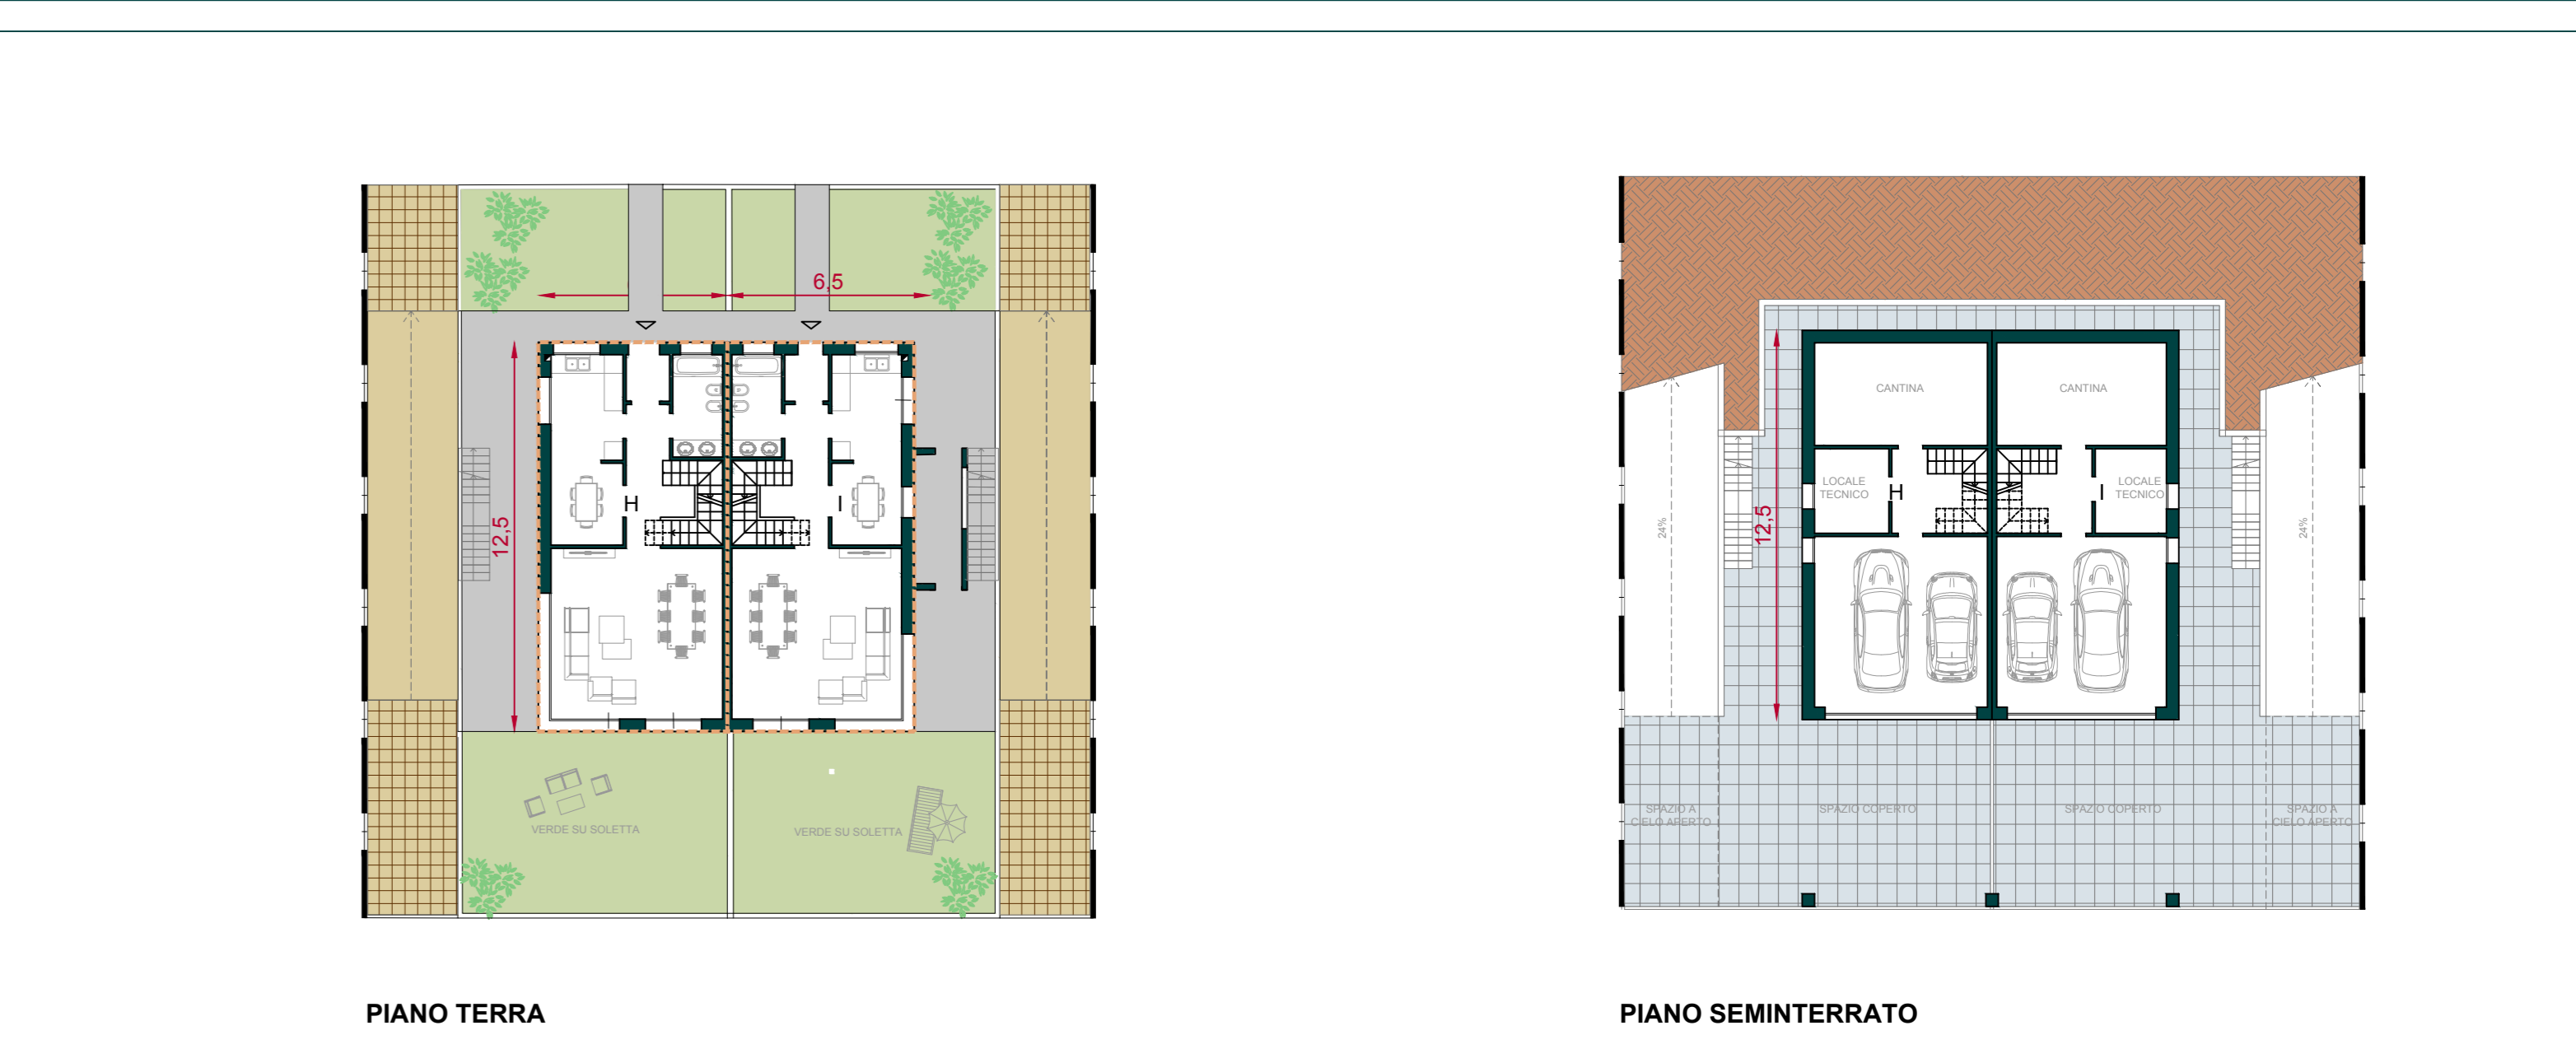 6,5
12,5
H
I
VERDE SU SOLETTA
VERDE SU SOLETTA
PIANO TERRA
CANTINA
CANTINA
LOCALE
TECNICO
H
I
LOCALE
TECNICO
24%
12,5
24%
SPAZIO A
CIELO APERTO
SPAZIO COPERTO
SPAZIO COPERTO
SPAZIO A
CIELO APERTO
PIANO SEMINTERRATO